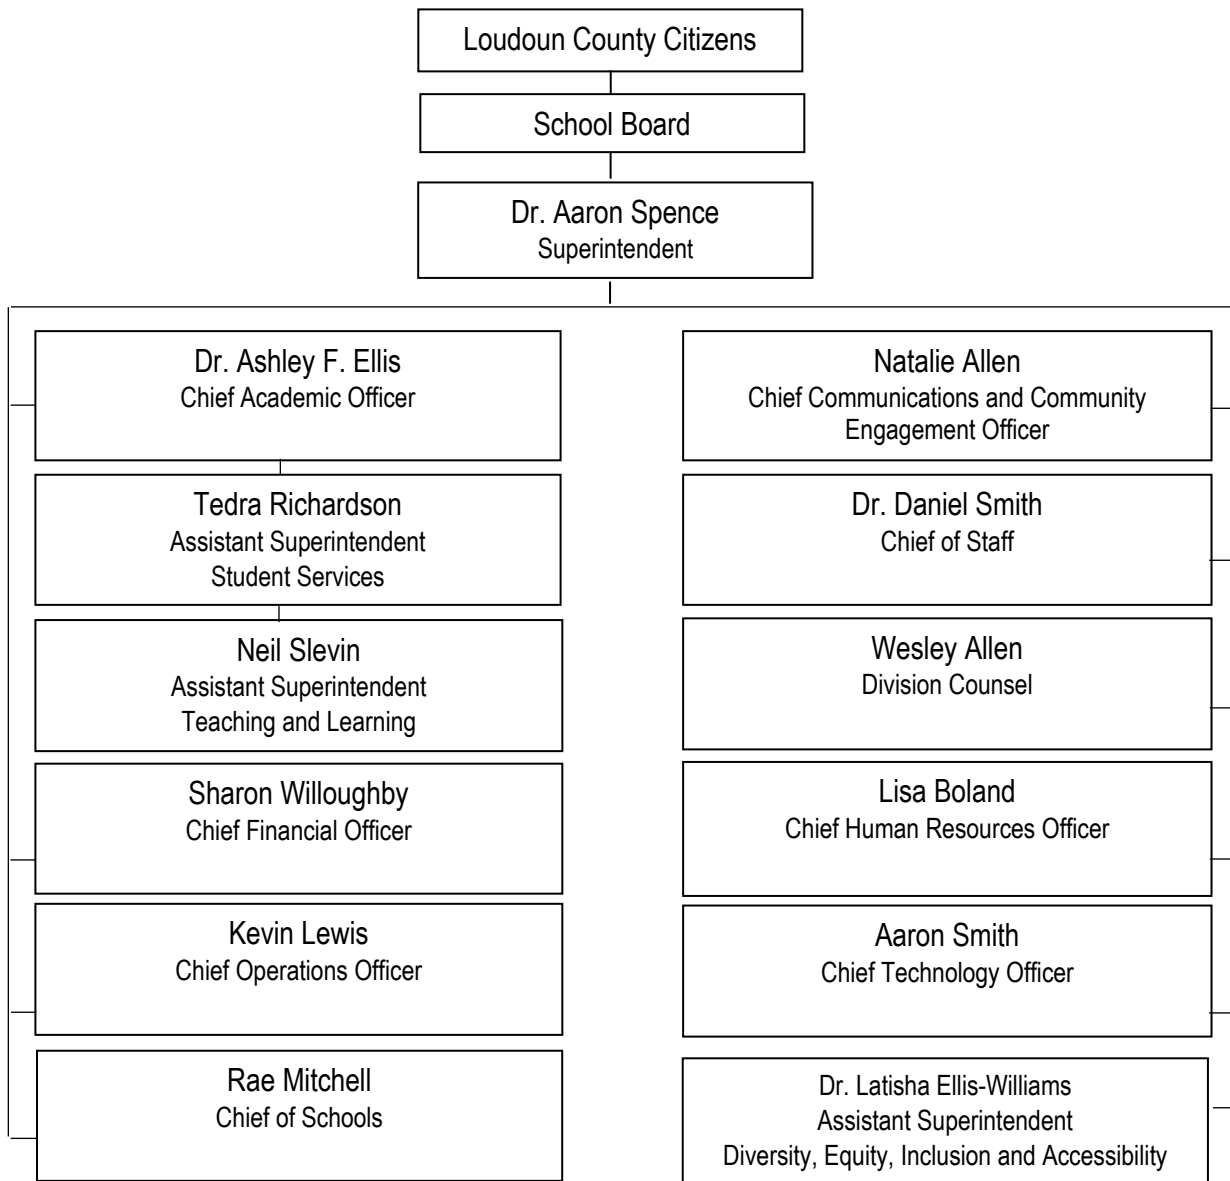 Loudoun County Citizens
School Board
Dr. Aaron Spence
Superintendent
Dr. Ashley F. Ellis
Chief Academic Officer
Tedra Richardson
Assistant Superintendent
Student Services
Neil Slevin
Assistant Superintendent
Teaching and Learning
Sharon Willoughby
Chief Financial Officer
Kevin Lewis
Chief Operations Officer
Rae Mitchell
Chief of Schools
Natalie Allen
Chief Communications and Community
Engagement Officer
Dr. Daniel Smith
Chief of Staff
Wesley Allen
Division Counsel
Lisa Boland
Chief Human Resources Officer
Aaron Smith
Chief Technology Officer
Dr. Latisha Ellis-Williams
Assistant Superintendent
Diversity, Equity, Inclusion and Accessibility